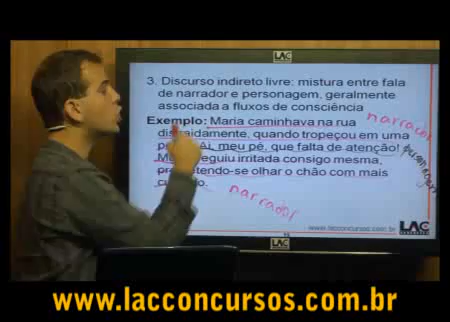 LAC
3. Discurso indireto livre: mistura entre fala
de narrador e personagem, geralmente
associada a fluxos de consciência
Exemplo: Maria caminhava na rua
narrador
distraidamente, quando tropeçou em uma
Ai, meu pé, que falta de atenção!
personagem
seguiu irritada consigo mesma,
olhar o chão com mais
narrador
www.lacconcursos.com.br LAC
LAC
www.lacconcursos.com.br